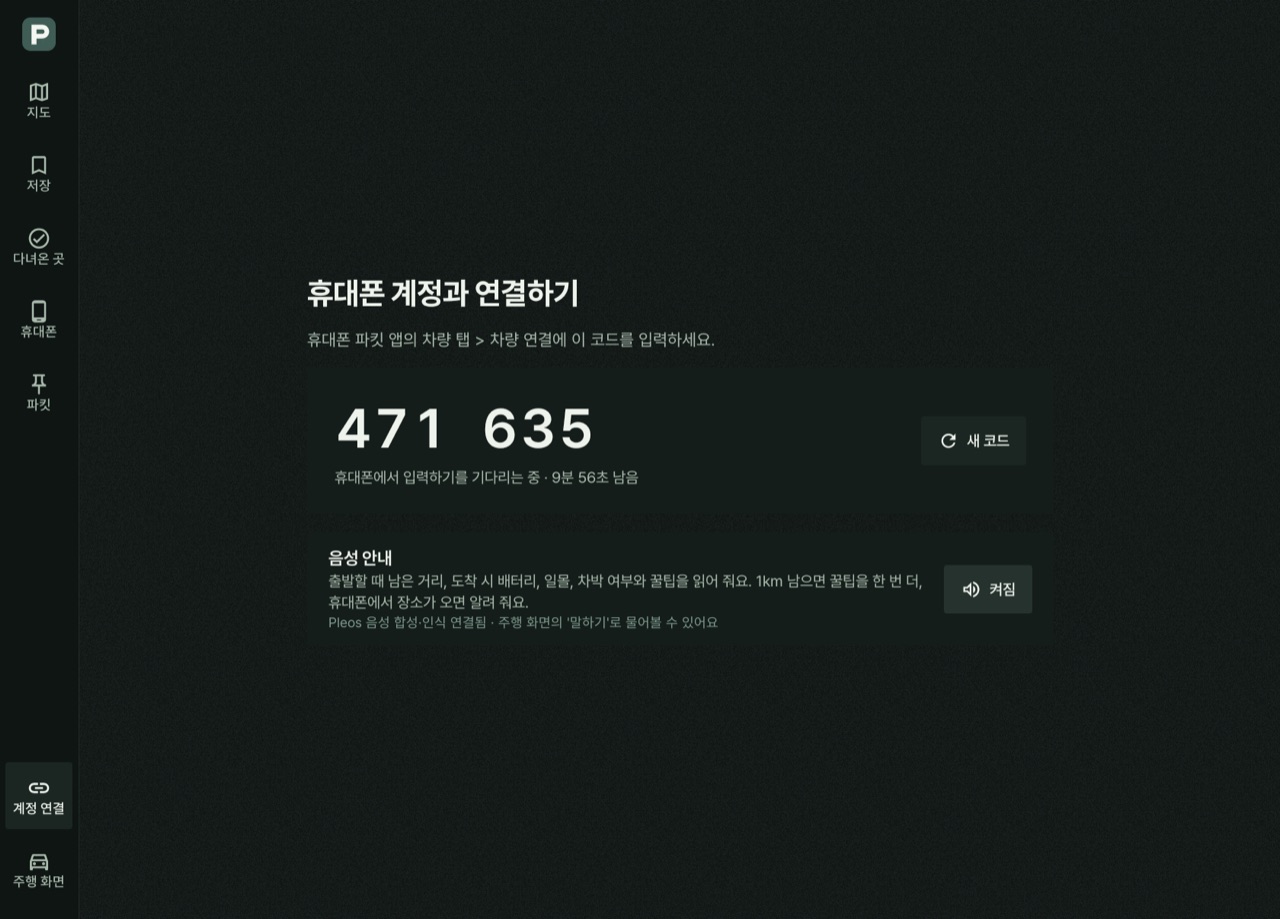 P
지도
저장
다녀온 곳
휴대폰
파킷
계정 연결
주행 화면
휴대폰 계정과 연결하기
휴대폰 파킷 앱의 차량 탭 > 차량 연결에 이 코드를 입력하세요.
471 635
휴대폰에서 입력하기를 기다리는 중 · 9분 56초 남음
새 코드
음성 안내
출발할 때 남은 거리, 도착 시 배터리, 일몰, 차박 여부와 꿀팁을 읽어 줘요. 1km 남으면 꿀팁을 한 번 더,
휴대폰에서 장소가 오면 알려 줘요.
Pleos 음성 합성·인식 연결됨 · 주행 화면의 '말하기'로 물어볼 수 있어요
켜짐